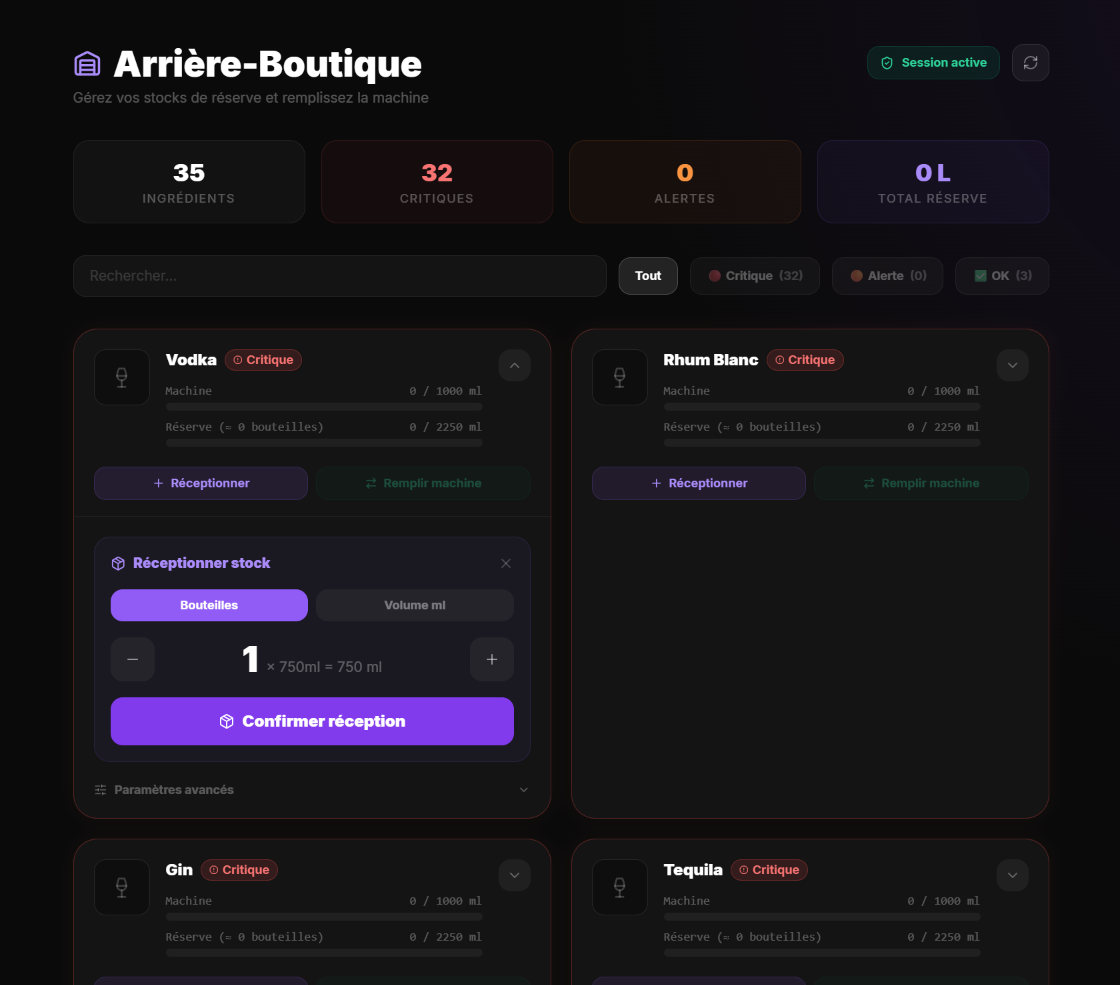 Arrière-Boutique
Session active
Gérez vos stocks de réserve et remplissez la machine
35
INGRÉDIENTS
32
CRITIQUES
0
ALERTES
0 L
TOTAL RÉSERVE
Rechercher...
Tout
Critique (32)
Alerte (0)
OK (3)
Vodka
Critique
Machine 0 / 1000 ml
Réserve (≈ 0 bouteilles) 0 / 2250 ml
Réceptionner
Remplir machine
Réceptionner stock
Bouteilles
Volume ml
− 1 × 750ml = 750 ml +
Confirmer réception
Paramètres avancés
Rhum Blanc
Critique
Machine 0 / 1000 ml
Réserve (≈ 0 bouteilles) 0 / 2250 ml
Réceptionner
Remplir machine
Gin
Critique
Machine 0 / 1000 ml
Réserve (≈ 0 bouteilles) 0 / 2250 ml
Tequila
Critique
Machine 0 / 1000 ml
Réserve (≈ 0 bouteilles) 0 / 2250 ml